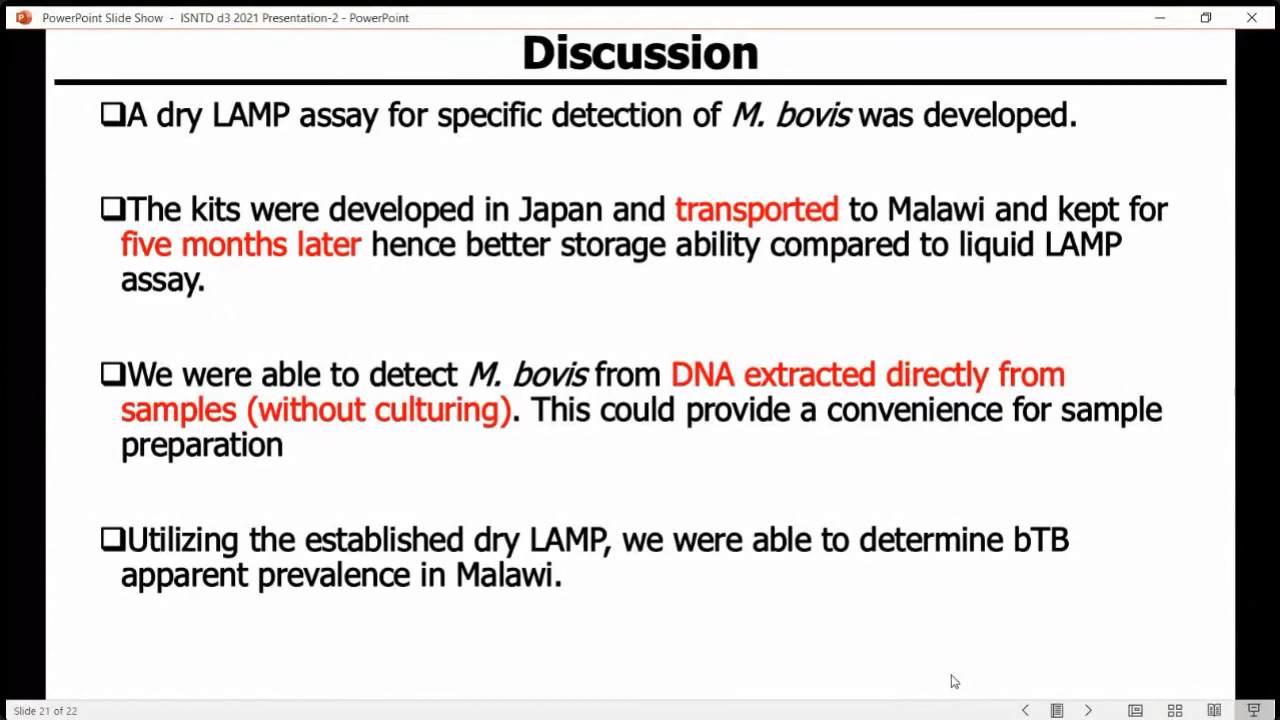 PowerPoint Slide Show - ISNTD d3 2021 Presentation-2 - PowerPoint
Discussion
❑A dry LAMP assay for specific detection of M. bovis was developed.
❑The kits were developed in Japan and transported to Malawi and kept for
five months later hence better storage ability compared to liquid LAMP
assay.
❑We were able to detect M. bovis from DNA extracted directly from
samples (without culturing). This could provide a convenience for sample
preparation
❑Utilizing the established dry LAMP, we were able to determine bTB
apparent prevalence in Malawi.
Slide 21 of 22